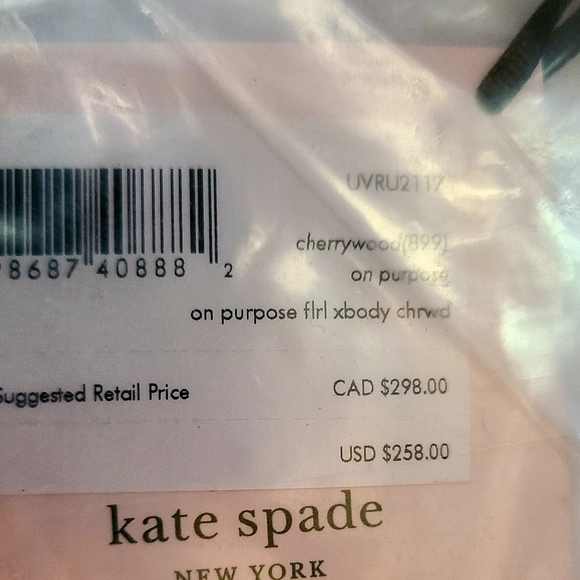 UVRU2117
98687 40888 2
cherrywood(899)
on purpose
on purpose flrl xbody chrwd
Suggested Retail Price CAD $298.00
USD $258.00
kate spade
NEW YORK